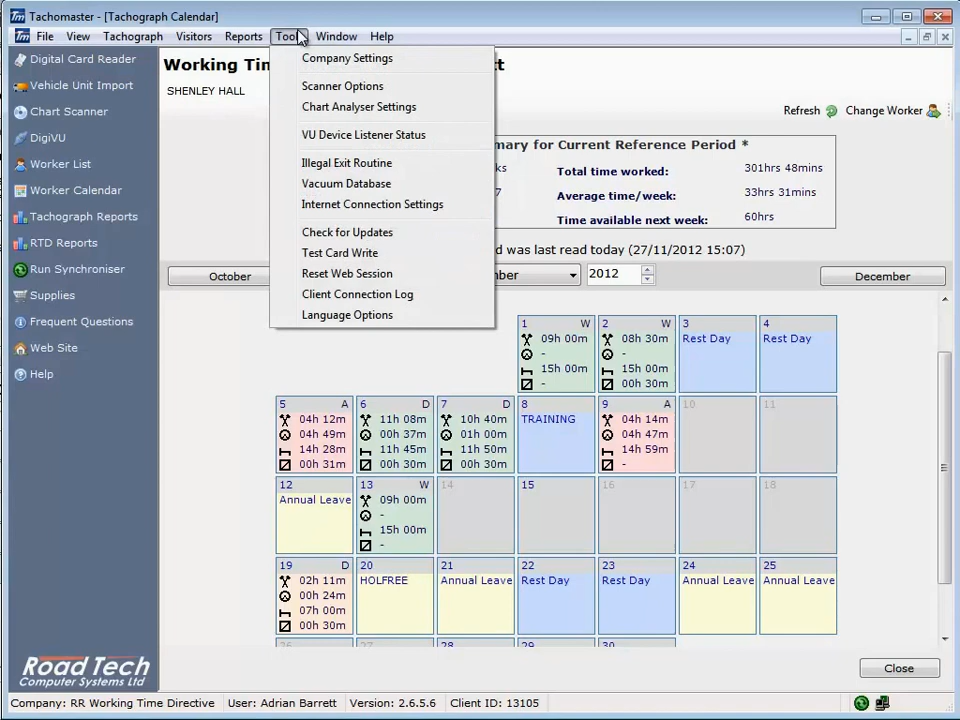 Tm Tachomaster - [Tachograph Calendar]
Tm File View Tachograph Visitors Reports Tools Window Help
Digital Card Reader
Vehicle Unit Import
Chart Scanner
DigiVU
Worker List
Worker Calendar
Tachograph Reports
RTD Reports
Run Synchroniser
Supplies
Frequent Questions
Web Site
Help
Road Tech
Computer Systems Ltd
Company Settings
Scanner Options
Chart Analyser Settings
VU Device Listener Status
Illegal Exit Routine
Vacuum Database
Internet Connection Settings
Check for Updates
Test Card Write
Reset Web Session
Client Connection Log
Language Options
Working Tim tt
SHENLEY HALL
Refresh Change Worker
mary for Current Reference Period *
ks Total time worked: 301hrs 48mins
7 Average time/week: 33hrs 31mins
Time available next week: 60hrs
d was last read today (27/11/2012 15:07)
October mber 2012 December
1 W 2 W 3 4
09h 00m 08h 30m Rest Day Rest Day
- -
15h 00m 15h 00m
- 00h 30m
5 A 6 D 7 D 8 9 A 10 11
04h 12m 11h 08m 10h 40m TRAINING 04h 14m
04h 49m 00h 37m 01h 00m 04h 47m
14h 28m 11h 45m 11h 50m 14h 59m
00h 31m 00h 30m 00h 30m -
12 13 W 14 15 16 17 18
Annual Leave 09h 00m
-
15h 00m
-
19 D 20 21 22 23 24 25
02h 11m HOLFREE Annual Leave Rest Day Rest Day Annual Leave Annual Leave
00h 24m
07h 00m
00h 30m
26 27 28 29 30
Close
Company: RR Working Time Directive User: Adrian Barrett Version: 2.6.5.6 Client ID: 13105